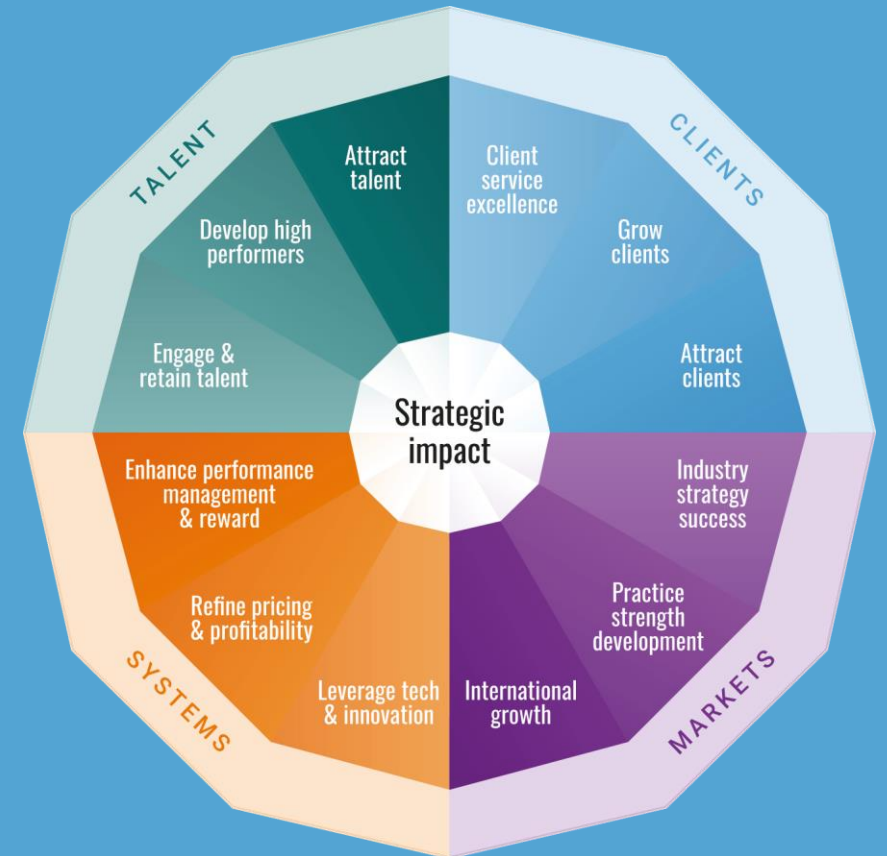 TALENT
Attract
talent
Develop high
performers
Engage &
retain talent
CLIENTS
Client
service
excellence
Grow
clients
Attract
clients
Strategic
impact
SYSTEMS
Enhance performance
management
& reward
Refine pricing
& profitability
Leverage tech
& innovation
MARKETS
Industry
strategy
success
Practice
strength
development
International
growth